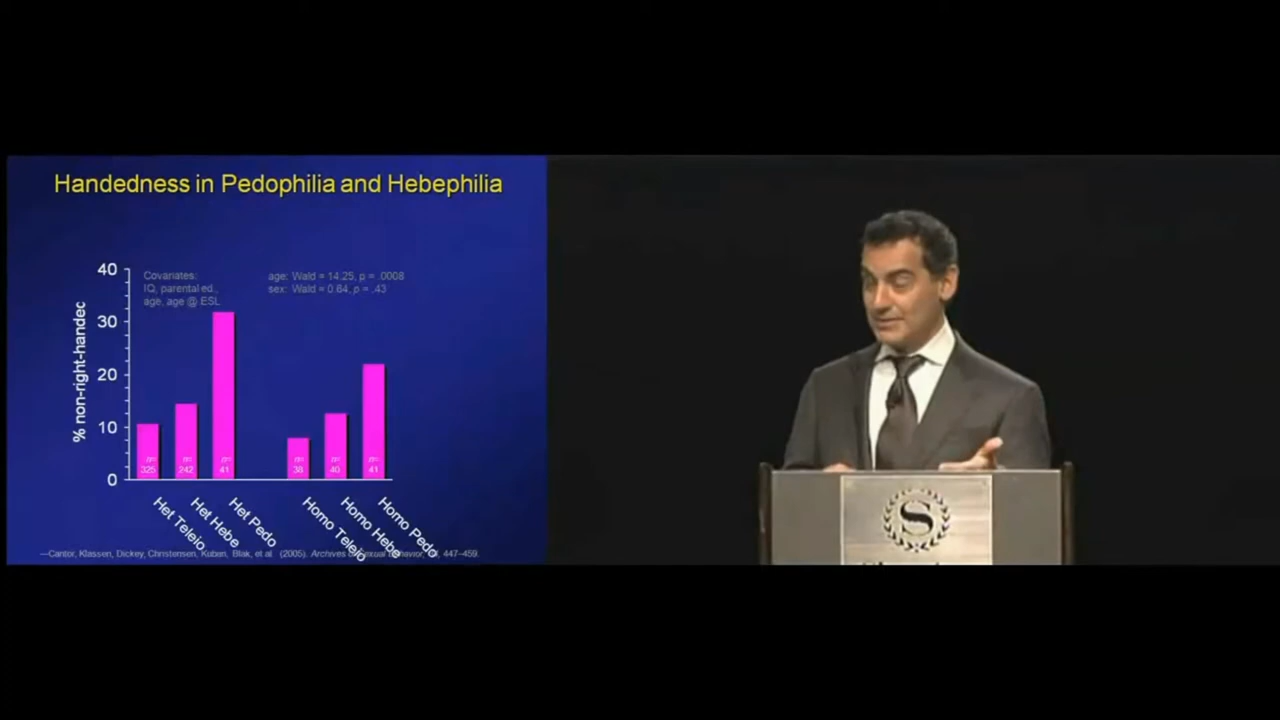 Handedness in Pedophilia and Hebephilia
40
30
20
10
0
% non-right-handed
Covariates:
IQ, parental ed.,
age, age @ ESL
age: Wald = 14.25, p = .0008
sex: Wald = 0.64, p = .43
n=
325
n=
242
n=
41
n=
38
n=
40
n=
41
Het Teleio
Het Hebe
Het Pedo
Homo Teleio
Homo Hebe
Homo Pedo
—Cantor, Klassen, Dickey, Christensen, Kuban, Blak, et al. (2005). Archives of Sexual Behavior, 447–459.
S